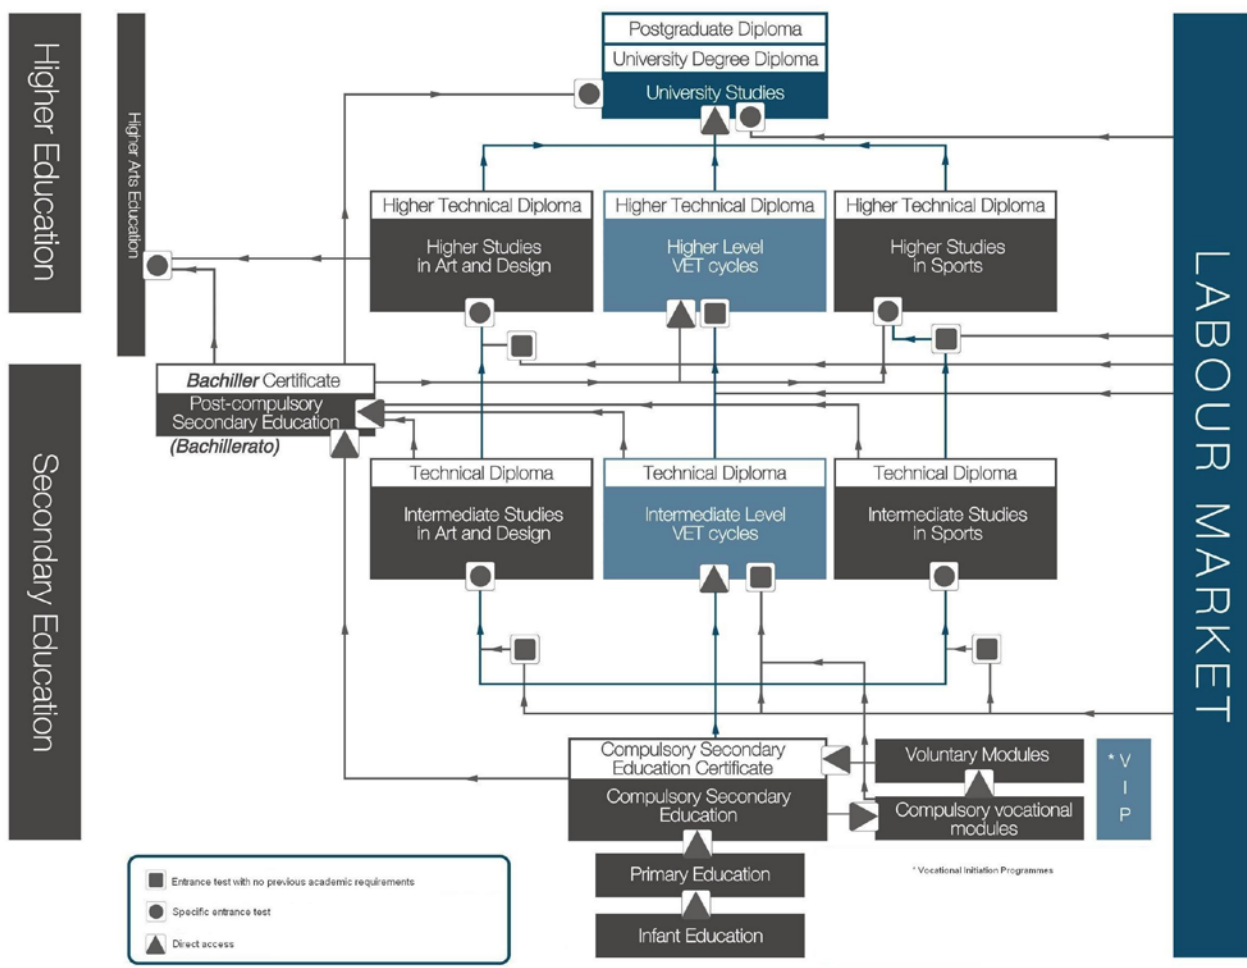 Higher Education
Higher Arts Education
Postgraduate Diploma
University Degree Diploma
University Studies
Higher Technical Diploma
Higher Studies
in Art and Design
Higher Technical Diploma
Higher Level
VET cycles
Higher Technical Diploma
Higher Studies
in Sports
LABOUR MARKET
Secondary Education
Bachiller Certificate
Post-compulsory
Secondary Education
(Bachillerato)
Technical Diploma
Intermediate Studies
in Art and Design
Technical Diploma
Intermediate Level
VET cycles
Technical Diploma
Intermediate Studies
in Sports
Compulsory Secondary
Education Certificate
Compulsory Secondary
Education
Voluntary Modules
Compulsory vocational
modules
* V
I
P
Primary Education
Infant Education
* Vocational Initiation Programmes
Entrance test with no previous academic requirements
Specific entrance test
Direct access